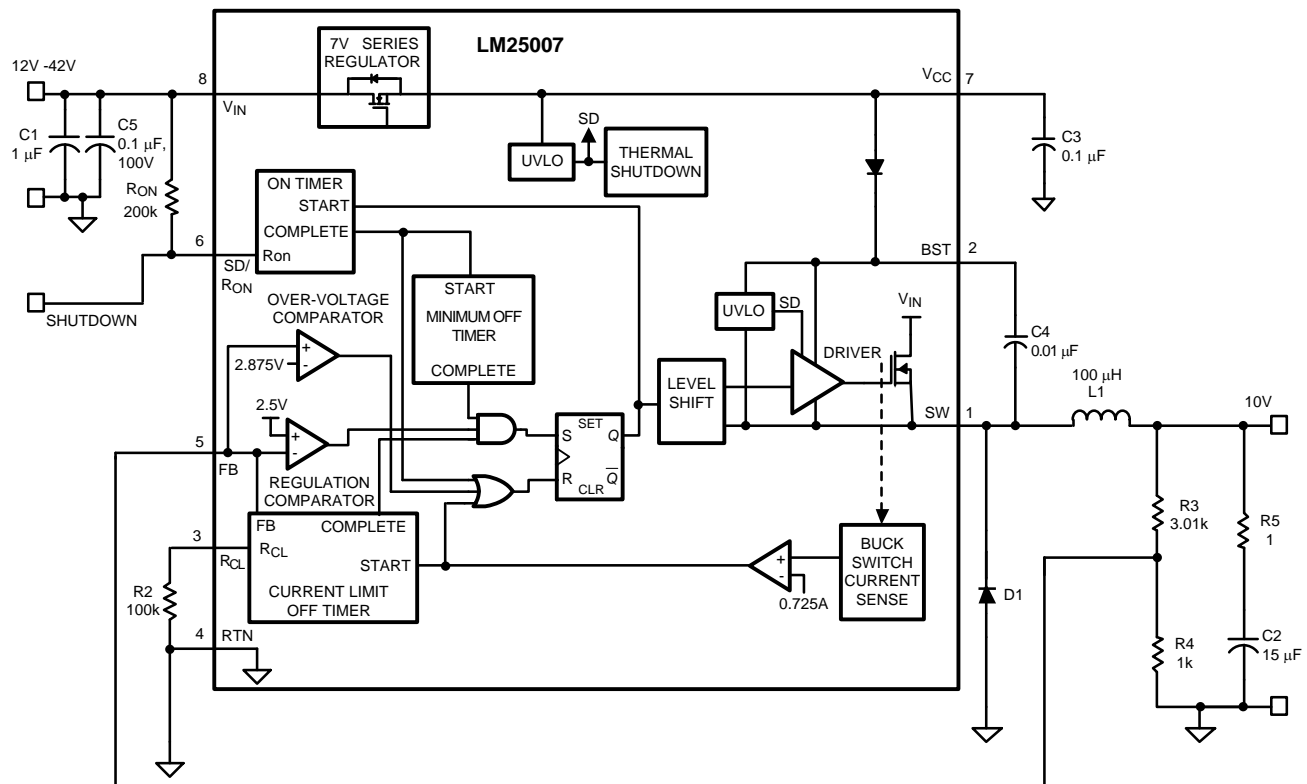 LM25007
7V SERIES
REGULATOR
12V -42V
8
VIN
VCC
7
C1
1 µF
C5
0.1 µF,
100V
RON
200k
SD
UVLO
THERMAL
SHUTDOWN
C3
0.1 µF
ON TIMER
START
COMPLETE
Ron
6
SD/
RON
SHUTDOWN
START
MINIMUM OFF
TIMER
COMPLETE
OVER-VOLTAGE
COMPARATOR
+
-
2.875V
2.5V
+
-
5
FB
REGULATION
COMPARATOR
SET
S
Q
R
CLR
Q
LEVEL
SHIFT
BST
2
UVLO
SD
VIN
DRIVER
C4
0.01 µF
SW
1
100 µH
L1
10V
FB
COMPLETE
RCL
START
CURRENT LIMIT
OFF TIMER
3
RCL
R2
100k
4
RTN
+
-
0.725A
BUCK
SWITCH
CURRENT
SENSE
D1
R3
3.01k
R5
1
R4
1k
C2
15 µF